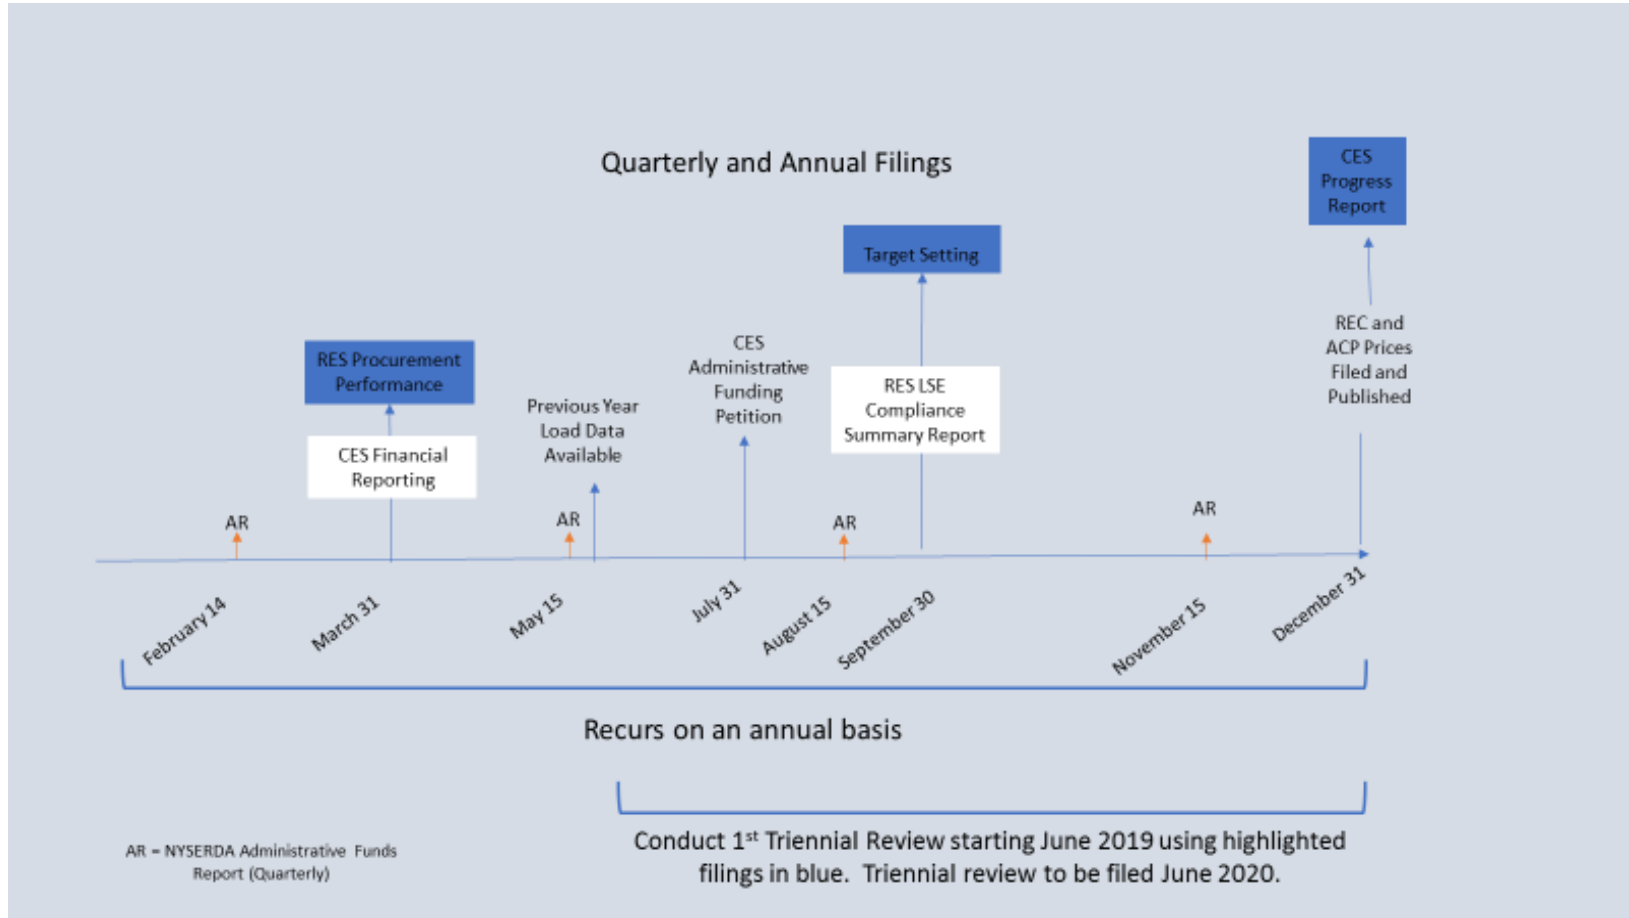 Quarterly and Annual Filings
CES
Progress
Report
Target Setting
REC and
ACP Prices
Filed and
Published
CES
Administrative
Funding
Petition
RES Procurement
Performance
RES LSE
Compliance
Summary Report
Previous Year
Load Data
Available
CES Financial
Reporting
AR
AR
AR
AR
February 14
March 31
May 15
July 31
August 15
September 30
November 15
December 31
Recurs on an annual basis
Conduct 1st Triennial Review starting June 2019 using highlighted
filings in blue.  Triennial review to be filed June 2020.
AR = NYSERDA Administrative Funds
Report (Quarterly)